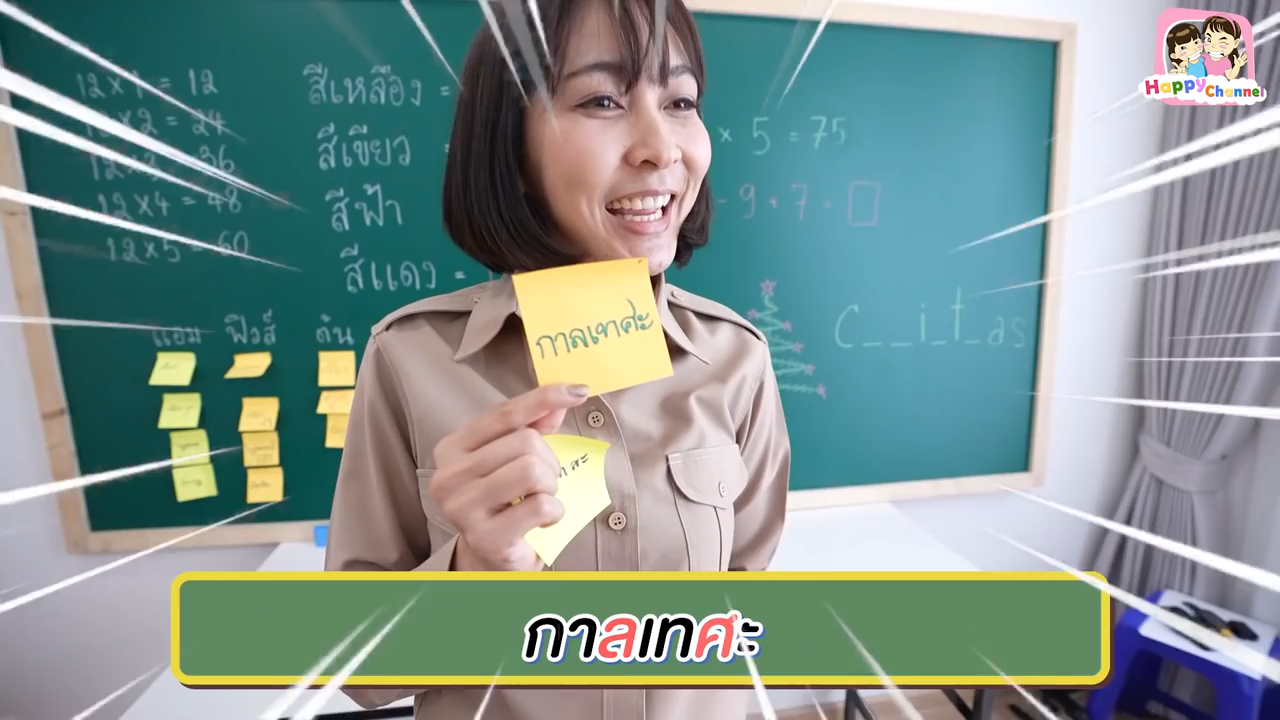 Happy Channel
12 x 1 = 12
12 x 2 = 24
12 x 3 = 36
12 x 4 = 48
12 x 5 = 60
สีเหลือง =
สีเขียว =
สีฟ้า
สีแดง =
x 5 = 75
- 9 + 7 =
C__i_t_as
แอม ฟิวส์ ต้น
กาลเทศะ
กาลเทศะ